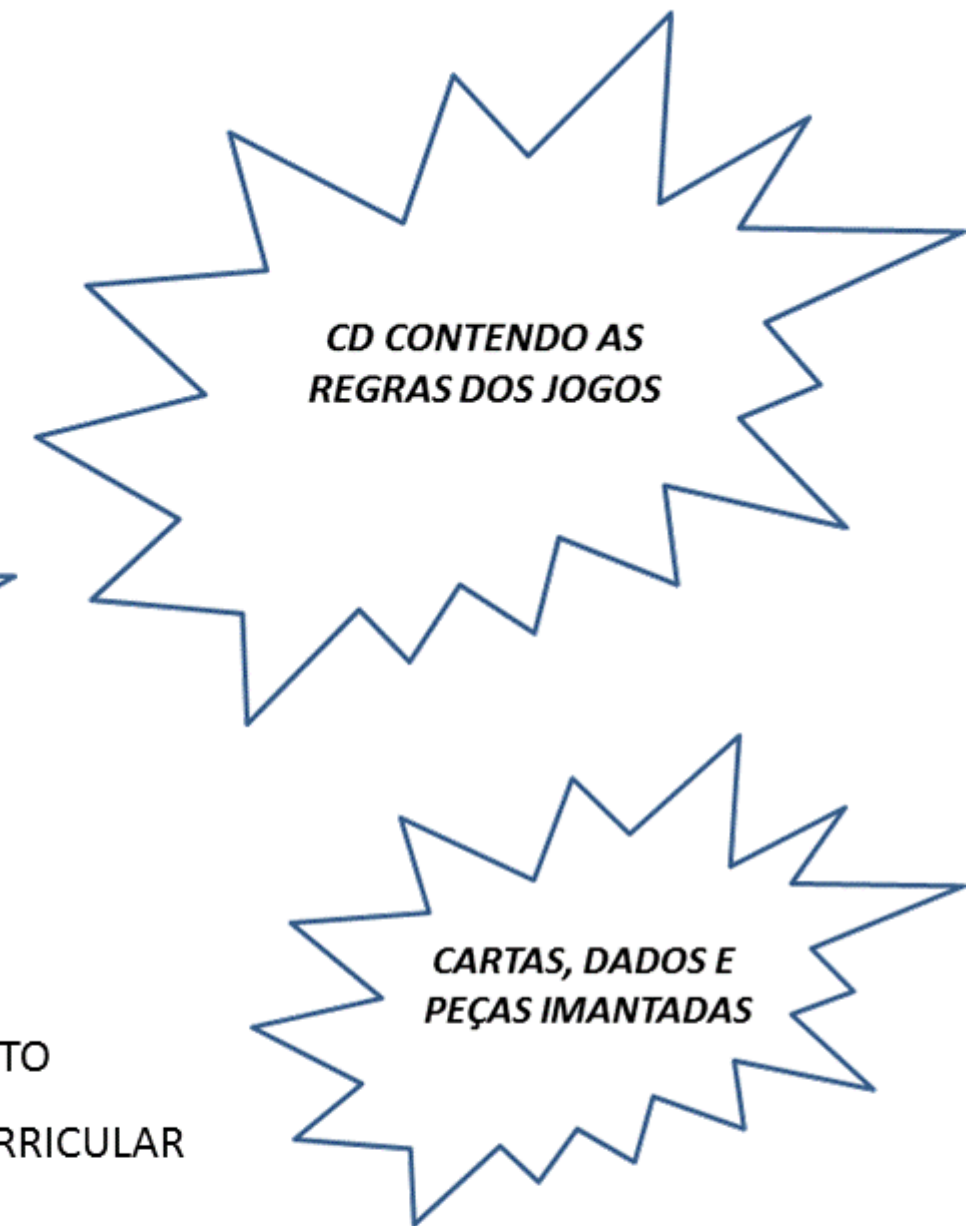 CD CONTENDO AS
REGRAS DOS JOGOS
CARTAS, DADOS E
PEÇAS IMANTADAS
TO
RRICULAR